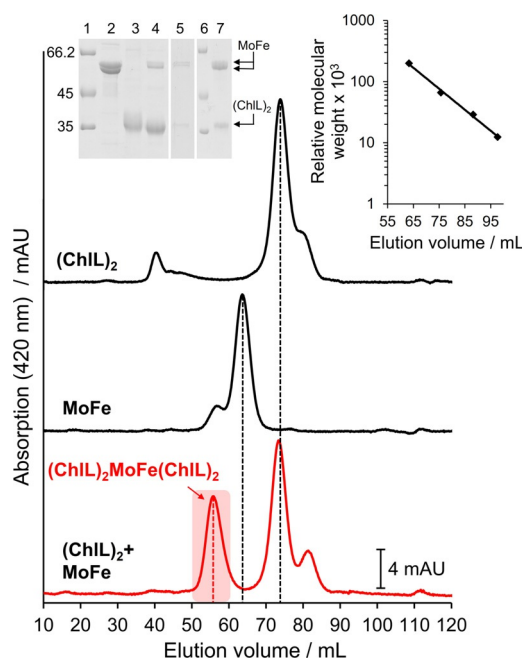 1 2 3 4 5 6 7
66.2
45
35
MoFe
(ChlL)2
Relative molecular
weight x 10³
1000
100
10
1
55 65 75 85 95
Elution volume / mL
Absorption (420 nm) / mAU
(ChlL)₂
MoFe
(ChlL)₂MoFe(ChlL)₂
(ChlL)₂+
MoFe
4 mAU
10 20 30 40 50 60 70 80 90 100 110 120
Elution volume / mL